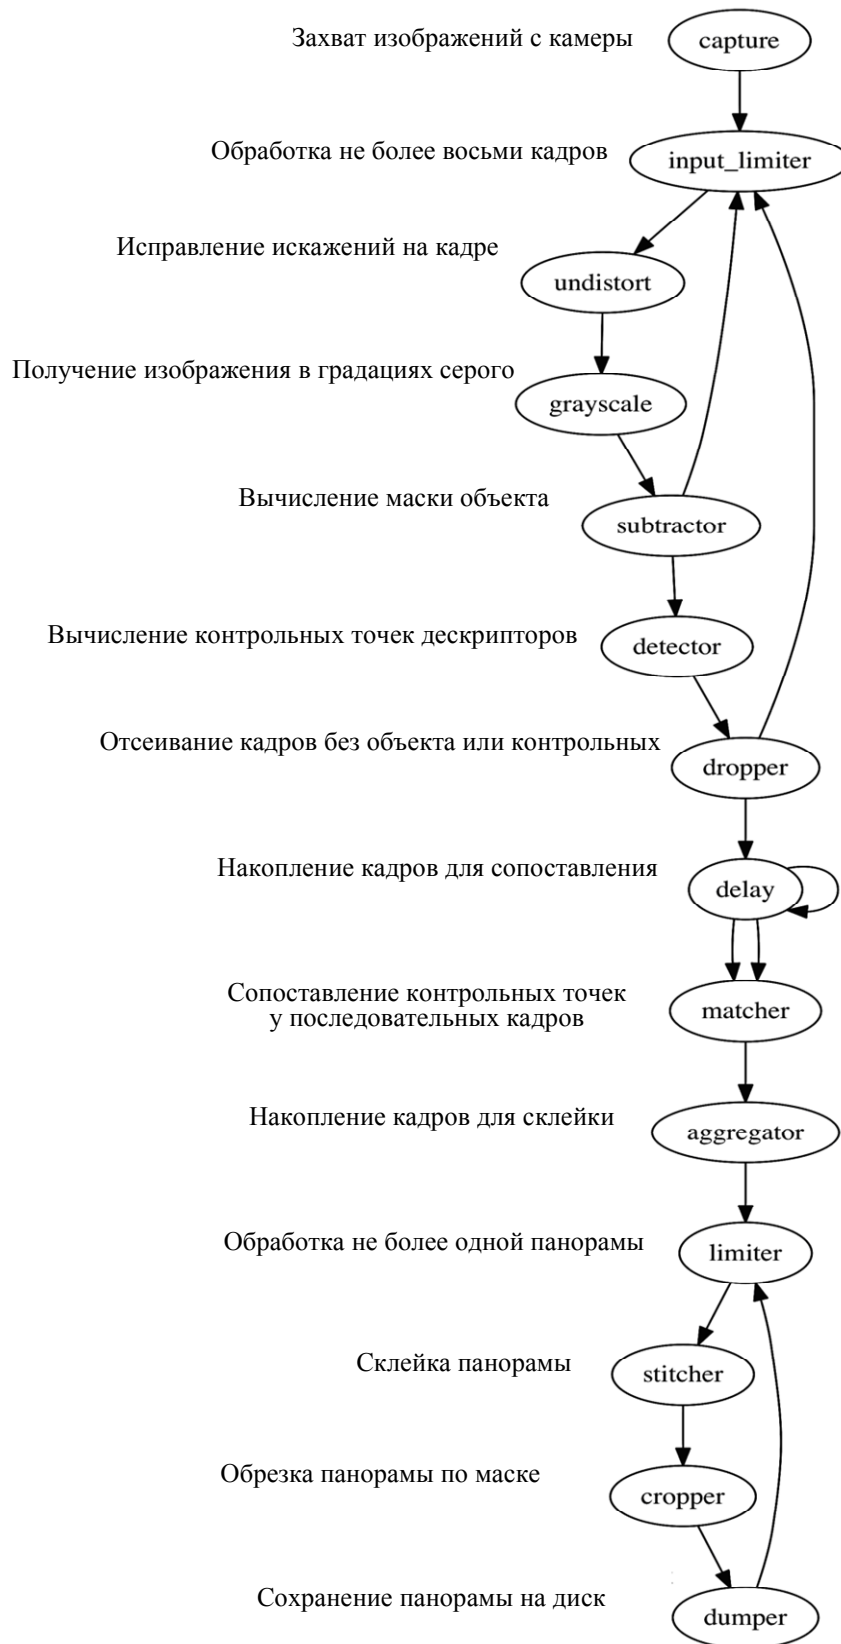 Захват изображений с камеры
capture
Обработка не более восьми кадров
input_limiter
Исправление искажений на кадре
undistort
Получение изображения в градациях серого
grayscale
Вычисление маски объекта
subtractor
Вычисление контрольных точек дескрипторов
detector
Отсеивание кадров без объекта или контрольных
dropper
Накопление кадров для сопоставления
delay
Сопоставление контрольных точек
у последовательных кадров
matcher
Накопление кадров для склейки
aggregator
Обработка не более одной панорамы
limiter
Склейка панорамы
stitcher
Обрезка панорамы по маске
cropper
Сохранение панорамы на диск
dumper